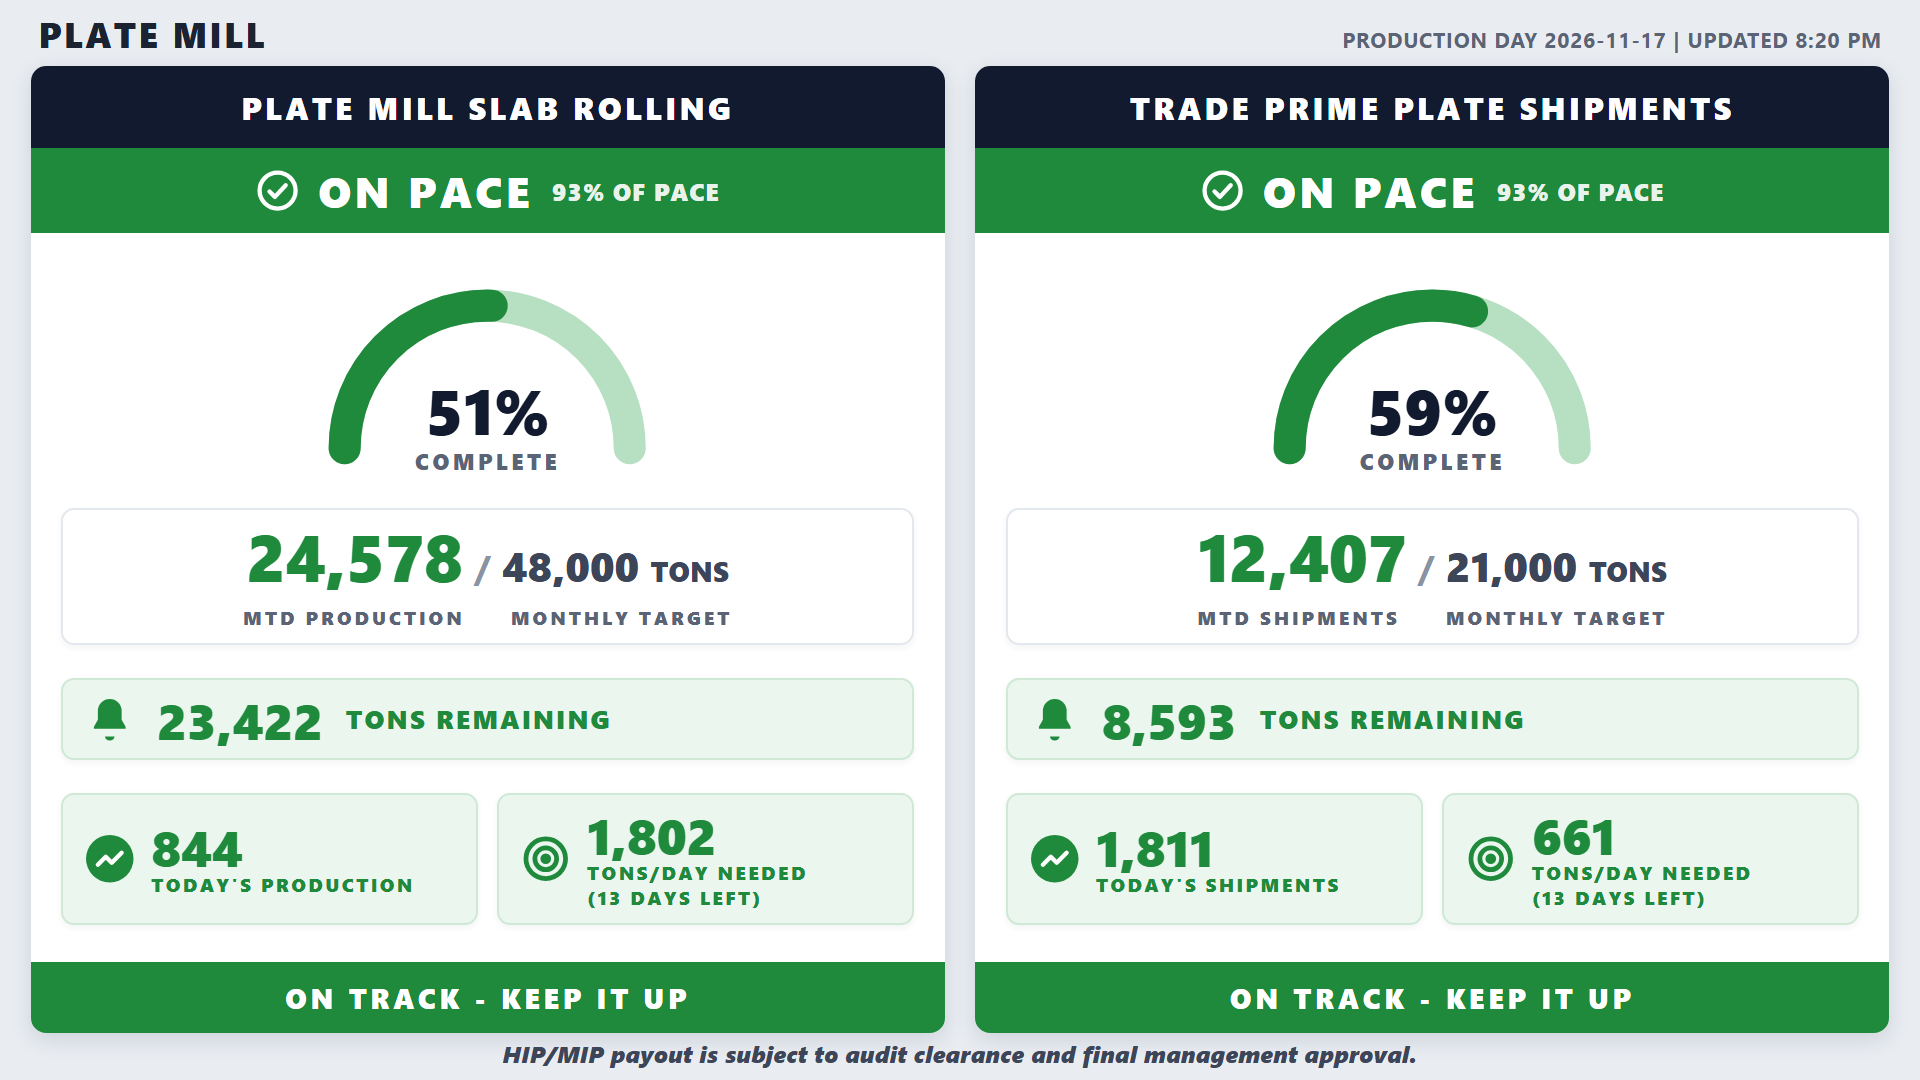 PLATE MILL
PRODUCTION DAY 2026-11-17 | UPDATED 8:20 PM
PLATE MILL SLAB ROLLING
ON PACE 93% OF PACE
51%
COMPLETE
24,578 / 48,000 TONS
MTD PRODUCTION MONTHLY TARGET
23,422 TONS REMAINING
844
TODAY'S PRODUCTION
1,802
TONS/DAY NEEDED
(13 DAYS LEFT)
ON TRACK - KEEP IT UP
TRADE PRIME PLATE SHIPMENTS
ON PACE 93% OF PACE
59%
COMPLETE
12,407 / 21,000 TONS
MTD SHIPMENTS MONTHLY TARGET
8,593 TONS REMAINING
1,811
TODAY'S SHIPMENTS
661
TONS/DAY NEEDED
(13 DAYS LEFT)
ON TRACK - KEEP IT UP
HIP/MIP payout is subject to audit clearance and final management approval.